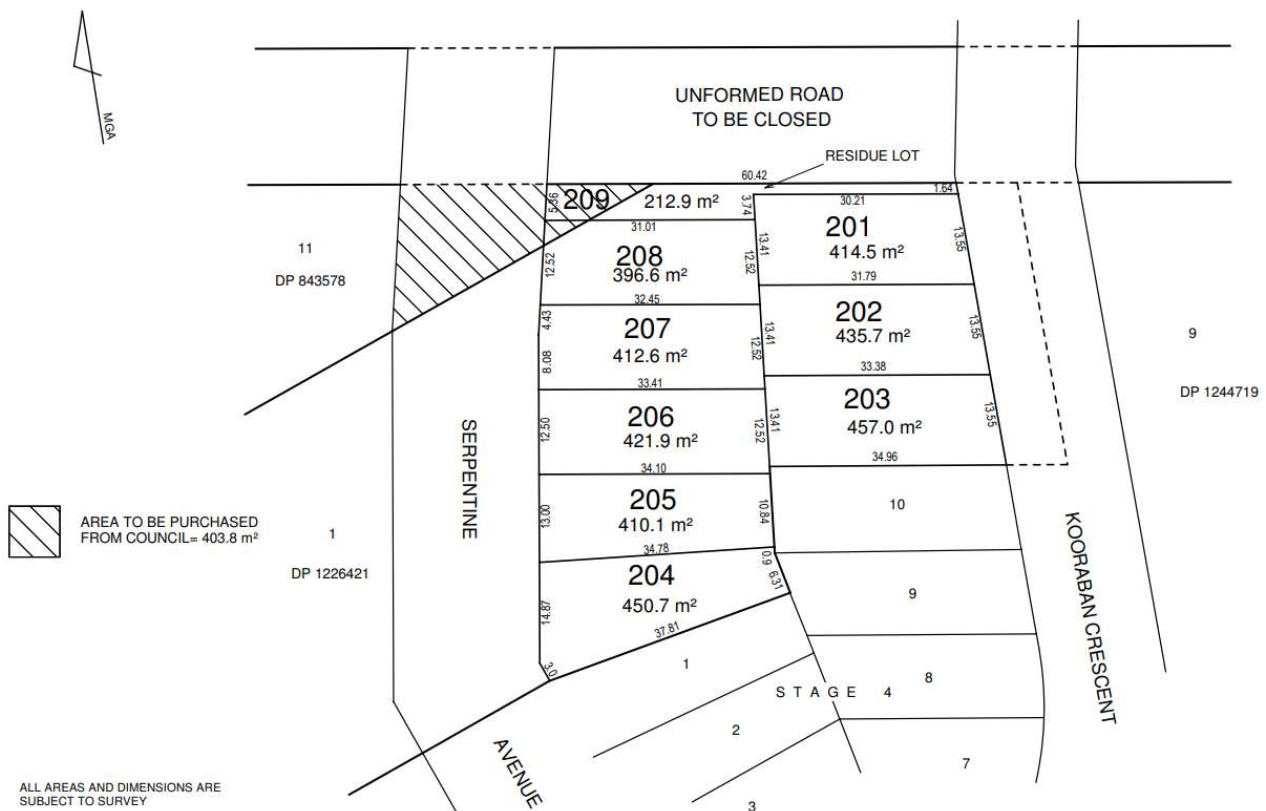 MGA
UNFORMED ROAD
TO BE CLOSED
RESIDUE LOT
60.42
1.64
209
212.9 m²
5.36
3.74
30.21
31.01
201
414.5 m²
13.41
13.55
11
DP 843578
208
396.6 m²
12.52
12.52
31.79
32.45
202
435.7 m²
13.41
13.55
207
412.6 m²
4.43
8.08
12.52
33.38
33.41
9
DP 1244719
203
457.0 m²
13.41
13.55
206
421.9 m²
12.50
12.52
34.96
34.10
SERPENTINE
205
410.1 m²
13.00
10.84
10
34.78
0.9
6.31
AREA TO BE PURCHASED
FROM COUNCIL= 403.8 m²
1
DP 1226421
204
450.7 m²
14.87
37.81
3.0
9
KOORABAN CRESCENT
1
8
STAGE 4
2
7
AVENUE
3
ALL AREAS AND DIMENSIONS ARE
SUBJECT TO SURVEY